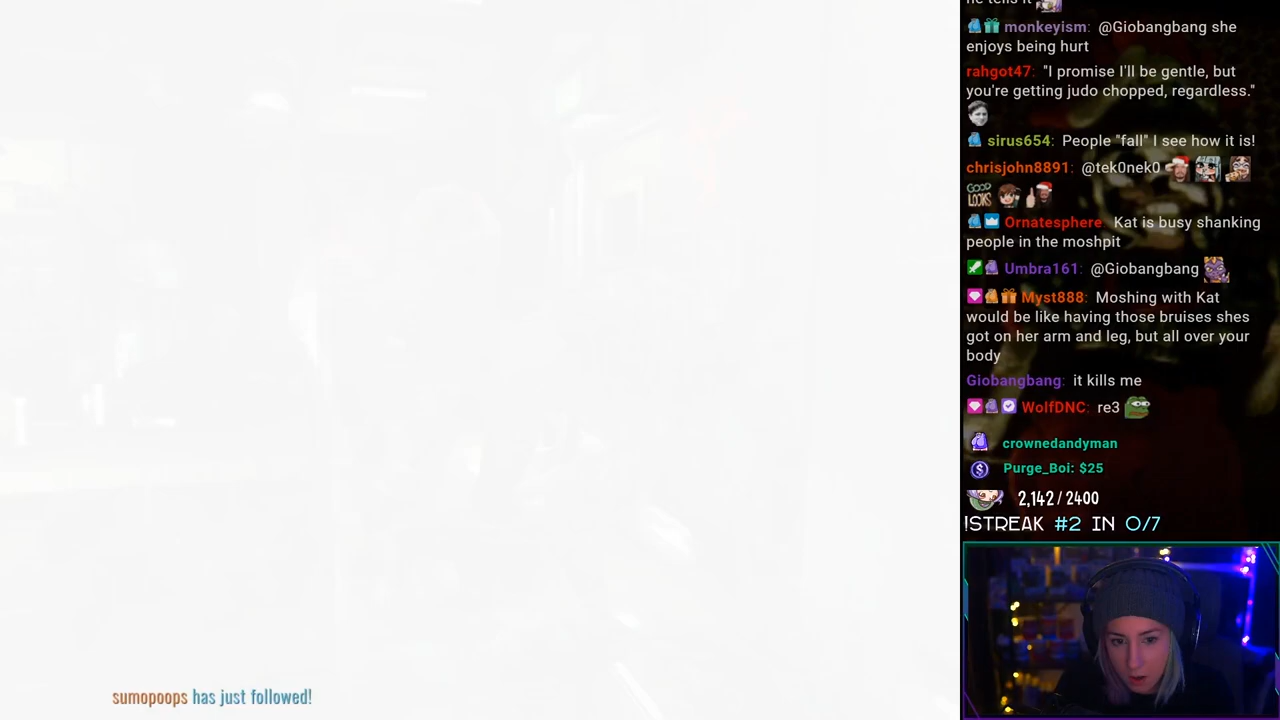 monkeyism: @Giobangbang she
enjoys being hurt
rahgot47: "I promise I'll be gentle, but
you're getting judo chopped, regardless."
sirus654: People "fall" I see how it is!
chrisjohn8891: @tek0nek0
GOOD
LOOKS
Ornatesphere Kat is busy shanking
people in the moshpit
Umbra161: @Giobangbang
Myst888: Moshing with Kat
would be like having those bruises shes
got on her arm and leg, but all over your
body
Giobangbang: it kills me
WolfDNC: re3
crownedandyman
Purge_Boi: $25
2,142 / 2400
!STREAK #2 IN 0/7
sumopoops has just followed!